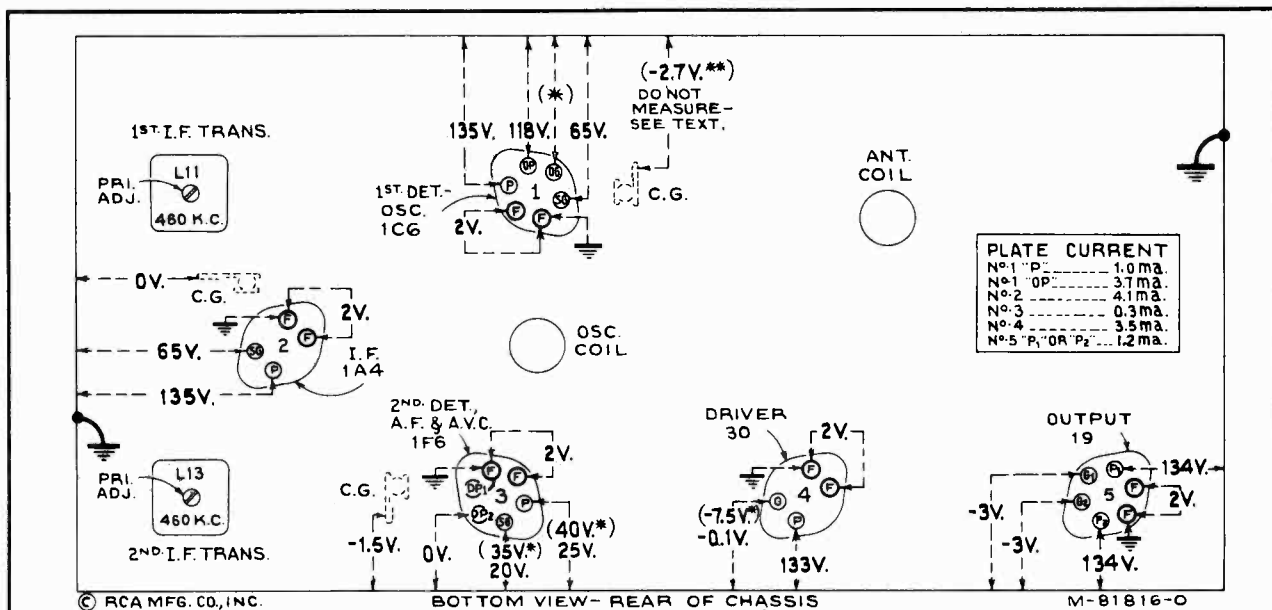 (-2.7V.**)
DO NOT
MEASURE-
SEE TEXT.
(*)
135V. 118V. 65V.
1ST. I.F. TRANS.
L11
460 K.C.
PRI.
ADJ.
1ST. DET.-
OSC.
1C6
OP
OG
P
1
SG
F
F
2V.
C.G.
ANT.
COIL
PLATE CURRENT
No.1 "P" 1.0 ma.
No.1 "OP" 3.7 ma.
No.2 4.1 ma.
No.3 0.3 ma.
No.4 3.5 ma.
No.5 "P1" OR "P2" 1.2 ma.
0V.
C.G.
F
2V.
F
2
SG
P
65V.
135V.
I.F.
1A4
OSC.
COIL
2ND. DET.,
A.F. & A.V.C.
1F6
2V.
F
F
DP1
3
P
DP2
SG
C.G.
-1.5V.
0V.
(35V.*)
20V.
(40V.*)
25V.
L13
460 K.C.
PRI.
ADJ.
2ND. I.F. TRANS.
DRIVER
30
2V.
F
F
G
4
P
(-7.5V.*)
-0.1V.
133V.
OUTPUT
19
134V.
G1
P1
F
5
G2
P2
F
2V.
-3V.
-3V.
134V.
© RCA MFG. CO., INC. BOTTOM VIEW- REAR OF CHASSIS M-81816-0